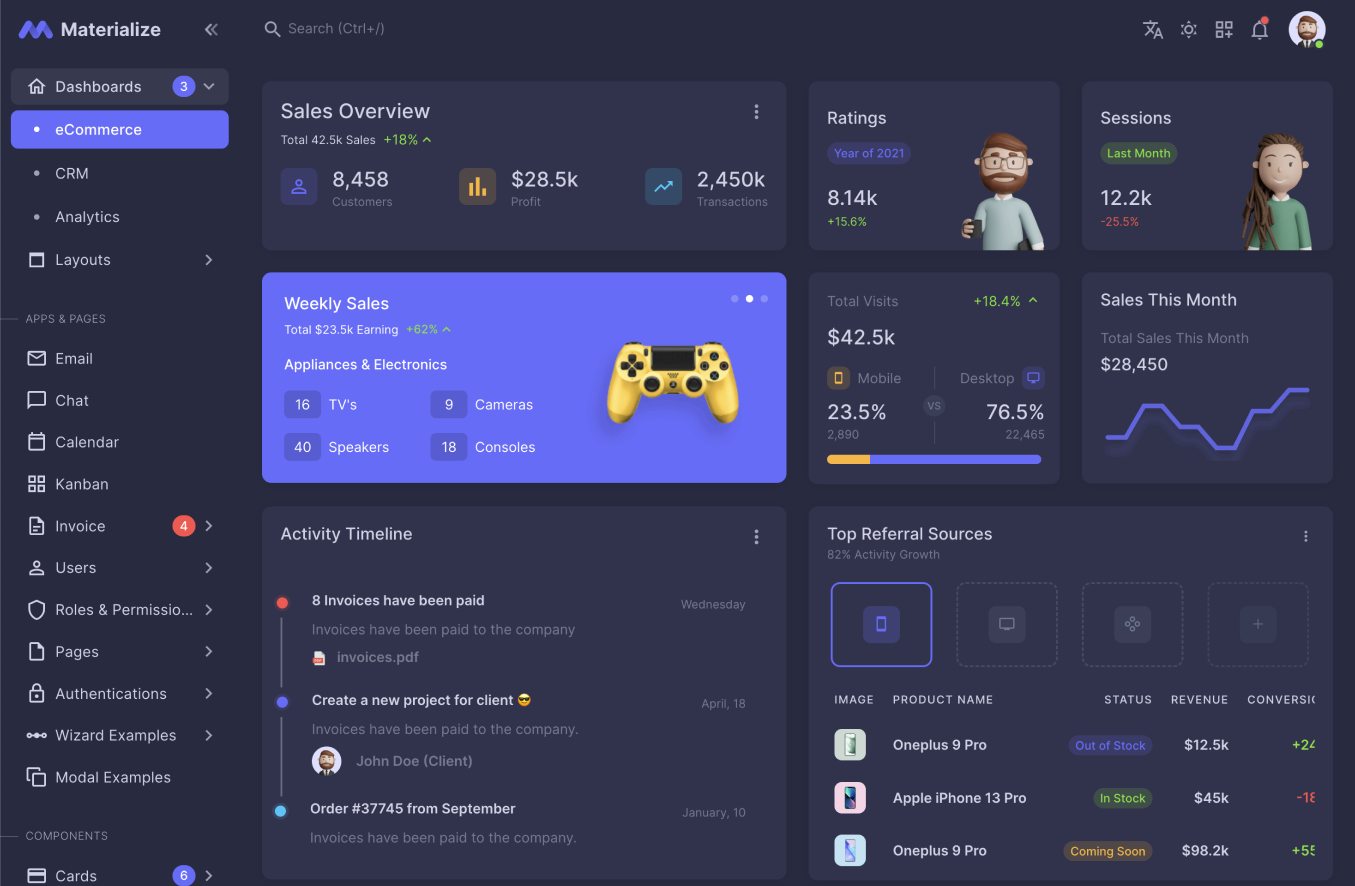 Materialize
Search (Ctrl+/)
Dashboards 3
eCommerce
CRM
Analytics
Layouts
APPS & PAGES
Email
Chat
Calendar
Kanban
Invoice 4
Users
Roles & Permissio...
Pages
Authentications
Wizard Examples
Modal Examples
COMPONENTS
Cards 6
Sales Overview
Total 42.5k Sales +18%
8,458
Customers
$28.5k
Profit
2,450k
Transactions
Ratings
Year of 2021
8.14k
+15.6%
Sessions
Last Month
12.2k
-25.5%
Weekly Sales
Total $23.5k Earning +62%
Appliances & Electronics
16 TV's 9 Cameras
40 Speakers 18 Consoles
Total Visits +18.4%
$42.5k
Mobile Desktop
VS
23.5% 76.5%
2,890 22,465
Sales This Month
Total Sales This Month
$28,450
Activity Timeline
8 Invoices have been paid Wednesday
Invoices have been paid to the company
invoices.pdf
Create a new project for client 😎 April, 18
Invoices have been paid to the company.
John Doe (Client)
Order #37745 from September January, 10
Invoices have been paid to the company.
Top Referral Sources
82% Activity Growth
IMAGE PRODUCT NAME STATUS REVENUE CONVERSIO
Oneplus 9 Pro Out of Stock $12.5k +24
Apple iPhone 13 Pro In Stock $45k -18
Oneplus 9 Pro Coming Soon $98.2k +55